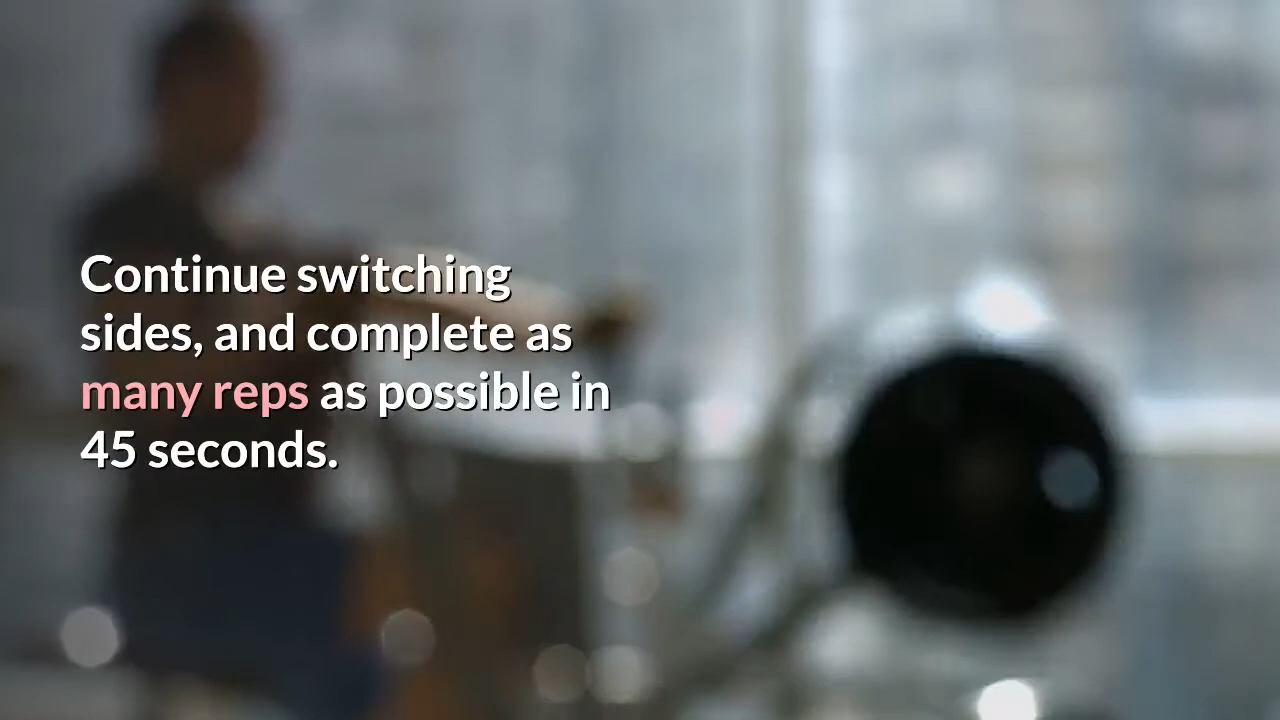 Continue switching
sides, and complete as
many reps as possible in
45 seconds.